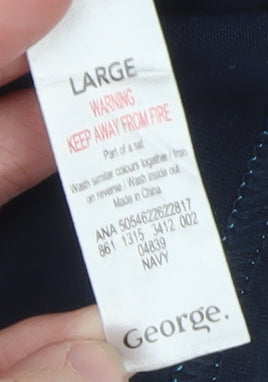 LARGE
WARNING
KEEP AWAY FROM FIRE
Part of a set
Wash similar colours together / Iron
on reverse / Wash inside out
Made in China
ANA 5054622622817
861 1315 3412 002
04839
NAVY
George.